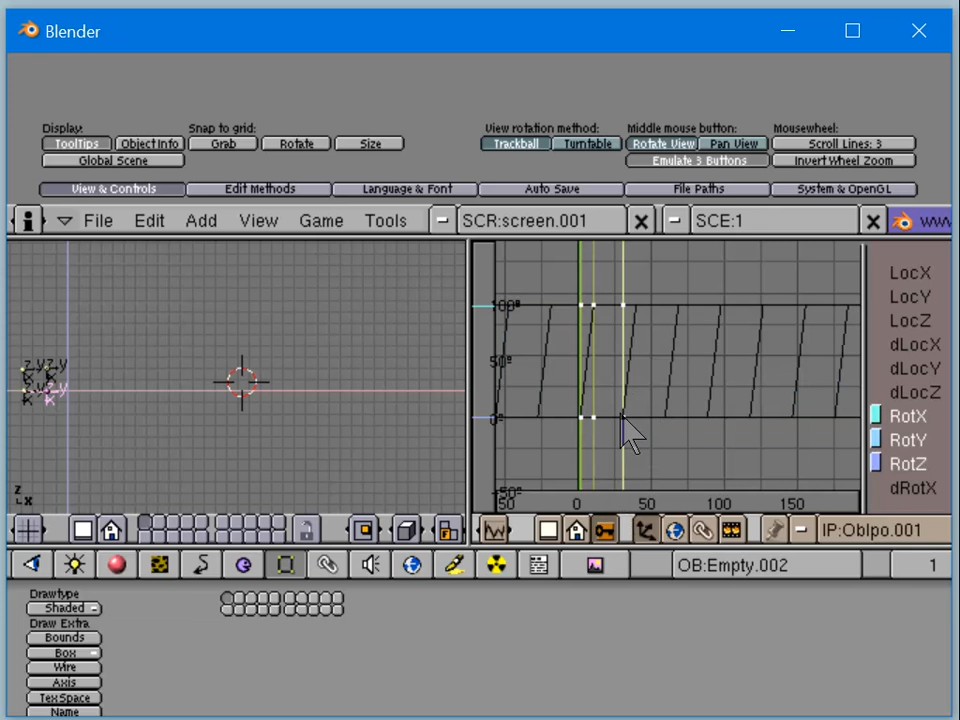 Blender
Display: Snap to grid: View rotation method: Middle mouse button: Mousewheel:
ToolTips Object Info Grab Rotate Size Trackball Turntable Rotate View Pan View Scroll Lines: 3
Global Scene Emulate 3 Buttons Invert Wheel Zoom
View & Controls Edit Methods Language & Font Auto Save File Paths System & OpenGL
File Edit Add View Game Tools SCR:screen.001 SCE:1 www
LocX
LocY
LocZ
dLocX
dLocY
dLocZ
RotX
RotY
RotZ
dRotX
100°
50°
0°
-50°
50 0 50 100 150
z y z y
z
x
IP:ObIpo.001
OB:Empty.002 1
Drawtype
Shaded
Draw Extra
Bounds
Box
Wire
Axis
TexSpace
Name